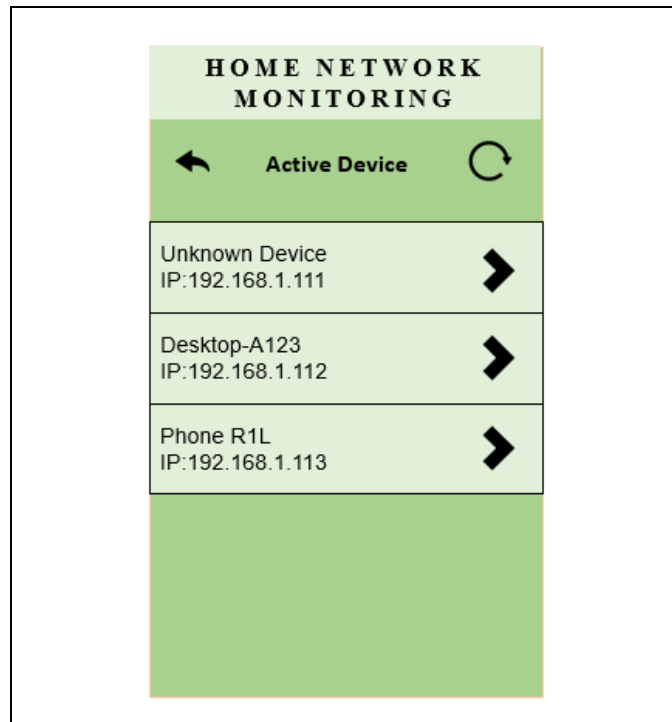 HOME NETWORK
MONITORING
Active Device
Unknown Device
IP:192.168.1.111
Desktop-A123
IP:192.168.1.112
Phone R1L
IP:192.168.1.113